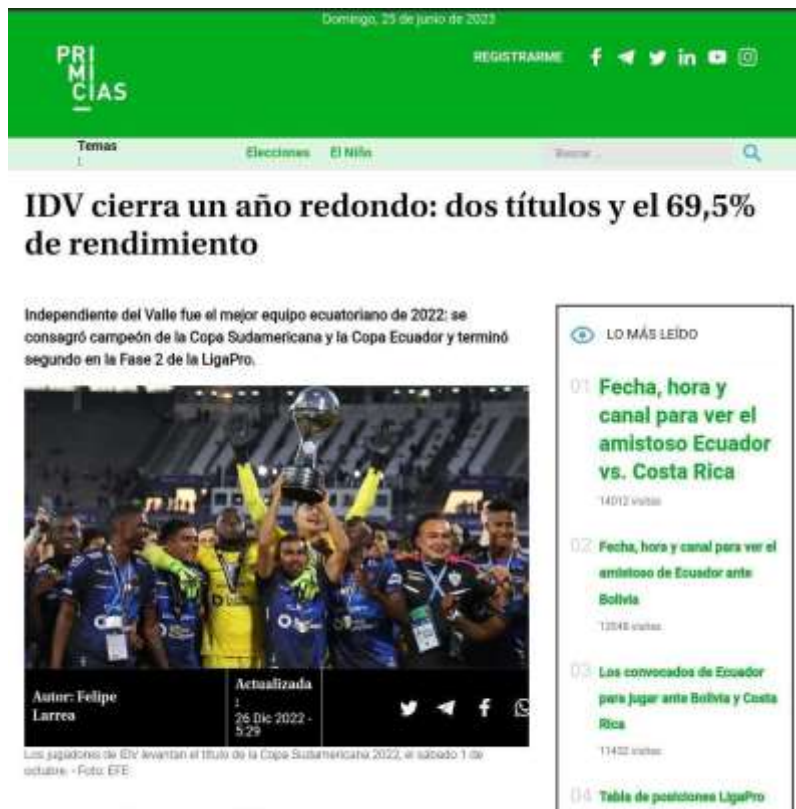 Domingo, 25 de junio de 2023
PRI
MI
CIAS
REGISTRARME
Temas
:
Elecciones El Niño
Buscar ...
IDV cierra un año redondo: dos títulos y el 69,5%
de rendimiento
Independiente del Valle fue el mejor equipo ecuatoriano de 2022: se
consagró campeón de la Copa Sudamericana y la Copa Ecuador y terminó
segundo en la Fase 2 de la LigaPro.
Autor: Felipe
Larrea
Actualizada
:
26 Dic 2022 -
5:29
Los jugadores de IDV levantan el título de la Copa Sudamericana 2022, el sábado 1 de
octubre. - Foto: EFE
LO MÁS LEÍDO
01 Fecha, hora y
canal para ver el
amistoso Ecuador
vs. Costa Rica
14012 visitas
02 Fecha, hora y canal para ver el
amistoso de Ecuador ante
Bolivia
visitas
03 Los convocados de Ecuador
para jugar ante Bolivia y Costa
Rica
11402 visitas
04 Tabla de posiciones LigaPro